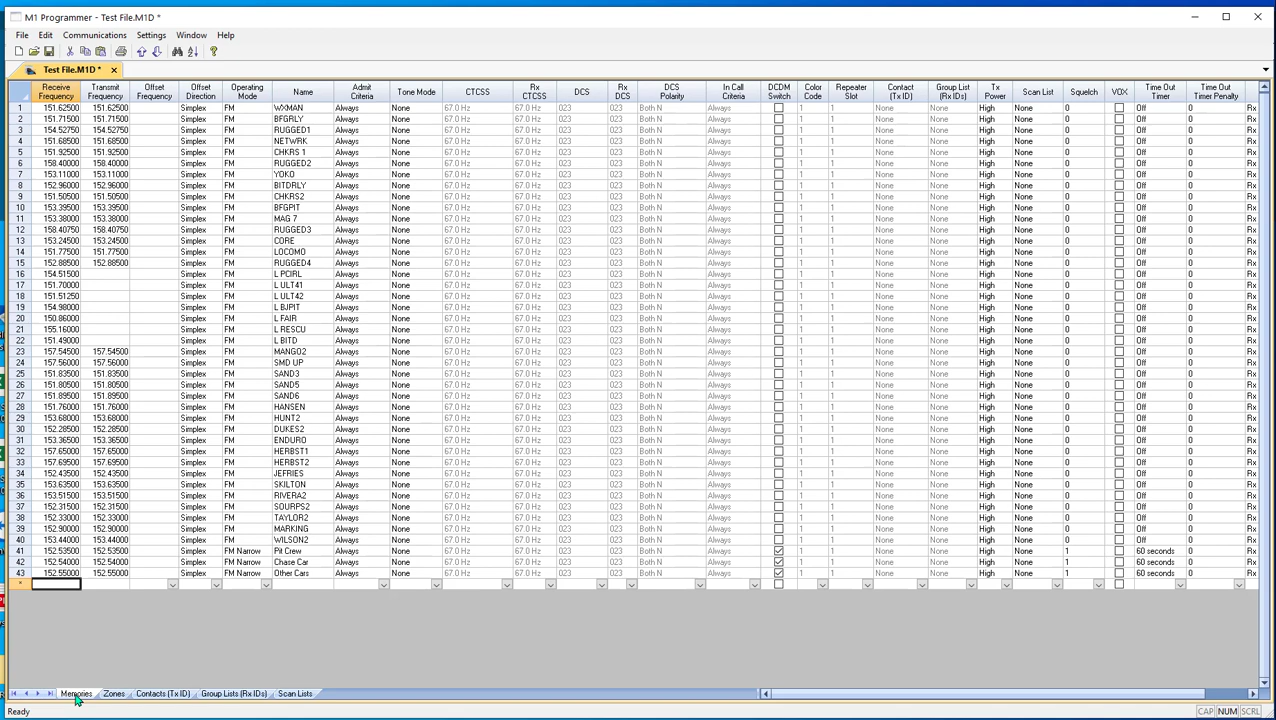 M1 Programmer - Test File.M1D *
File Edit Communications Settings Window Help
Test File.M1D *
Receive Frequency Transmit Frequency Offset Frequency Offset Direction Operating Mode Name Admit Criteria Tone Mode CTCSS Rx CTCSS DCS Rx DCS DCS Polarity In Call Criteria DCDM Switch Color Code Repeater Slot Contact (Tx ID) Group List (Rx IDs) Tx Power Scan List Squelch VOX Time Out Timer Time Out Timer Penalty
1 151.62500 151.62500 Simplex FM WXMAN Always None 67.0 Hz 67.0 Hz 023 023 Both N Always 1 1 None None High None 0 Off 0 Rx
2 151.71500 151.71500 Simplex FM BFGRLY Always None 67.0 Hz 67.0 Hz 023 023 Both N Always 1 1 None None High None 0 Off 0 Rx
3 154.52750 154.52750 Simplex FM RUGGED1 Always None 67.0 Hz 67.0 Hz 023 023 Both N Always 1 1 None None High None 0 Off 0 Rx
4 151.68500 151.68500 Simplex FM NETWRK Always None 67.0 Hz 67.0 Hz 023 023 Both N Always 1 1 None None High None 0 Off 0 Rx
5 151.92500 151.92500 Simplex FM CHKRS 1 Always None 67.0 Hz 67.0 Hz 023 023 Both N Always 1 1 None None High None 0 Off 0 Rx
6 158.40000 158.40000 Simplex FM RUGGED2 Always None 67.0 Hz 67.0 Hz 023 023 Both N Always 1 1 None None High None 0 Off 0 Rx
7 153.11000 153.11000 Simplex FM YOKO Always None 67.0 Hz 67.0 Hz 023 023 Both N Always 1 1 None None High None 0 Off 0 Rx
8 152.96000 152.96000 Simplex FM BITDRLY Always None 67.0 Hz 67.0 Hz 023 023 Both N Always 1 1 None None High None 0 Off 0 Rx
9 151.50500 151.50500 Simplex FM CHKRS2 Always None 67.0 Hz 67.0 Hz 023 023 Both N Always 1 1 None None High None 0 Off 0 Rx
10 153.39500 153.39500 Simplex FM BFGPIT Always None 67.0 Hz 67.0 Hz 023 023 Both N Always 1 1 None None High None 0 Off 0 Rx
11 153.38000 153.38000 Simplex FM MAG 7 Always None 67.0 Hz 67.0 Hz 023 023 Both N Always 1 1 None None High None 0 Off 0 Rx
12 158.40750 158.40750 Simplex FM RUGGED3 Always None 67.0 Hz 67.0 Hz 023 023 Both N Always 1 1 None None High None 0 Off 0 Rx
13 153.24500 153.24500 Simplex FM CORE Always None 67.0 Hz 67.0 Hz 023 023 Both N Always 1 1 None None High None 0 Off 0 Rx
14 151.77500 151.77500 Simplex FM LOCOMO Always None 67.0 Hz 67.0 Hz 023 023 Both N Always 1 1 None None High None 0 Off 0 Rx
15 152.88500 152.88500 Simplex FM RUGGED4 Always None 67.0 Hz 67.0 Hz 023 023 Both N Always 1 1 None None High None 0 Off 0 Rx
16 154.51500 Simplex FM L PCIRL Always None 67.0 Hz 67.0 Hz 023 023 Both N Always 1 1 None None High None 0 Off 0 Rx
17 151.70000 Simplex FM L ULT41 Always None 67.0 Hz 67.0 Hz 023 023 Both N Always 1 1 None None High None 0 Off 0 Rx
18 151.51250 Simplex FM L ULT42 Always None 67.0 Hz 67.0 Hz 023 023 Both N Always 1 1 None None High None 0 Off 0 Rx
19 154.98000 Simplex FM L BJPIT Always None 67.0 Hz 67.0 Hz 023 023 Both N Always 1 1 None None High None 0 Off 0 Rx
20 150.86000 Simplex FM L FAIR Always None 67.0 Hz 67.0 Hz 023 023 Both N Always 1 1 None None High None 0 Off 0 Rx
21 155.16000 Simplex FM L RESCU Always None 67.0 Hz 67.0 Hz 023 023 Both N Always 1 1 None None High None 0 Off 0 Rx
22 151.49000 Simplex FM L BITD Always None 67.0 Hz 67.0 Hz 023 023 Both N Always 1 1 None None High None 0 Off 0 Rx
23 157.54500 157.54500 Simplex FM MANGO2 Always None 67.0 Hz 67.0 Hz 023 023 Both N Always 1 1 None None High None 0 Off 0 Rx
24 157.56000 157.56000 Simplex FM SMD UP Always None 67.0 Hz 67.0 Hz 023 023 Both N Always 1 1 None None High None 0 Off 0 Rx
25 151.83500 151.83500 Simplex FM SAND3 Always None 67.0 Hz 67.0 Hz 023 023 Both N Always 1 1 None None High None 0 Off 0 Rx
26 151.80500 151.80500 Simplex FM SAND5 Always None 67.0 Hz 67.0 Hz 023 023 Both N Always 1 1 None None High None 0 Off 0 Rx
27 151.89500 151.89500 Simplex FM SAND6 Always None 67.0 Hz 67.0 Hz 023 023 Both N Always 1 1 None None High None 0 Off 0 Rx
28 151.76000 151.76000 Simplex FM HANSEN Always None 67.0 Hz 67.0 Hz 023 023 Both N Always 1 1 None None High None 0 Off 0 Rx
29 153.68000 153.68000 Simplex FM HUNT2 Always None 67.0 Hz 67.0 Hz 023 023 Both N Always 1 1 None None High None 0 Off 0 Rx
30 152.28500 152.28500 Simplex FM DUKES2 Always None 67.0 Hz 67.0 Hz 023 023 Both N Always 1 1 None None High None 0 Off 0 Rx
31 153.36500 153.36500 Simplex FM ENDURO Always None 67.0 Hz 67.0 Hz 023 023 Both N Always 1 1 None None High None 0 Off 0 Rx
32 157.65000 157.65000 Simplex FM HERBST1 Always None 67.0 Hz 67.0 Hz 023 023 Both N Always 1 1 None None High None 0 Off 0 Rx
33 157.69500 157.69500 Simplex FM HERBST2 Always None 67.0 Hz 67.0 Hz 023 023 Both N Always 1 1 None None High None 0 Off 0 Rx
34 152.43500 152.43500 Simplex FM JEFRIES Always None 67.0 Hz 67.0 Hz 023 023 Both N Always 1 1 None None High None 0 Off 0 Rx
35 153.63500 153.63500 Simplex FM SKILTON Always None 67.0 Hz 67.0 Hz 023 023 Both N Always 1 1 None None High None 0 Off 0 Rx
36 153.51500 153.51500 Simplex FM RIVERA2 Always None 67.0 Hz 67.0 Hz 023 023 Both N Always 1 1 None None High None 0 Off 0 Rx
37 152.31500 152.31500 Simplex FM SOURPS2 Always None 67.0 Hz 67.0 Hz 023 023 Both N Always 1 1 None None High None 0 Off 0 Rx
38 152.33000 152.33000 Simplex FM TAYLOR2 Always None 67.0 Hz 67.0 Hz 023 023 Both N Always 1 1 None None High None 0 Off 0 Rx
39 152.90000 152.90000 Simplex FM MARKING Always None 67.0 Hz 67.0 Hz 023 023 Both N Always 1 1 None None High None 0 Off 0 Rx
40 153.44000 153.44000 Simplex FM WILSON2 Always None 67.0 Hz 67.0 Hz 023 023 Both N Always 1 1 None None High None 0 Off 0 Rx
41 152.53500 152.53500 Simplex FM Narrow Pit Crew Always None 67.0 Hz 67.0 Hz 023 023 Both N Always 1 1 None None High None 1 60 seconds 0 Rx
42 152.54000 152.54000 Simplex FM Narrow Chase Car Always None 67.0 Hz 67.0 Hz 023 023 Both N Always 1 1 None None High None 1 60 seconds 0 Rx
43 152.55000 152.55000 Simplex FM Narrow Other Cars Always None 67.0 Hz 67.0 Hz 023 023 Both N Always 1 1 None None High None 1 60 seconds 0 Rx
*
Memories Zones Contacts (Tx ID) Group Lists (Rx IDs) Scan Lists
Ready CAP NUM SCRL